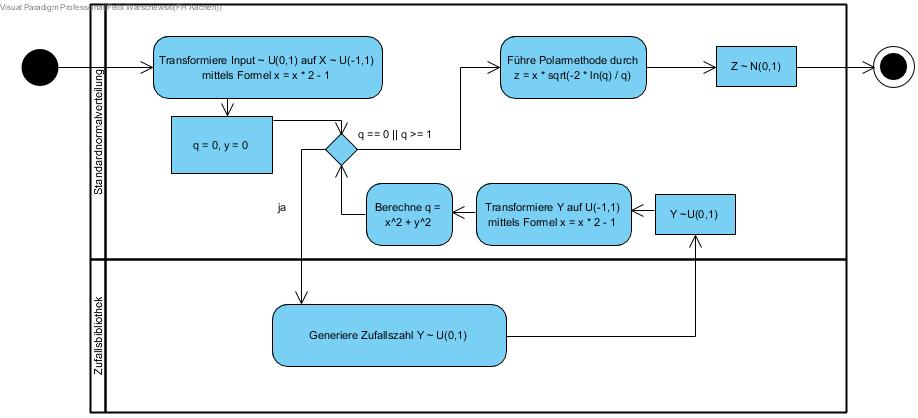 Visual Paradigm Professional(Felix Warschewski(FH Aachen))
Standardnormalverteilung
Transformiere Input ~ U(0,1) auf X ~ U(-1,1)
mittels Formel x = x * 2 - 1
Führe Polarmethode durch
z = x * sqrt(-2 * ln(q) / q)
Z ~ N(0,1)
q = 0, y = 0
q == 0 || q >= 1
ja
Berechne q =
x^2 + y^2
Transformiere Y auf U(-1,1)
mittels Formel x = x * 2 - 1
Y ~U(0,1)
Zufallsbibliothek
Generiere Zufallszahl Y ~ U(0,1)